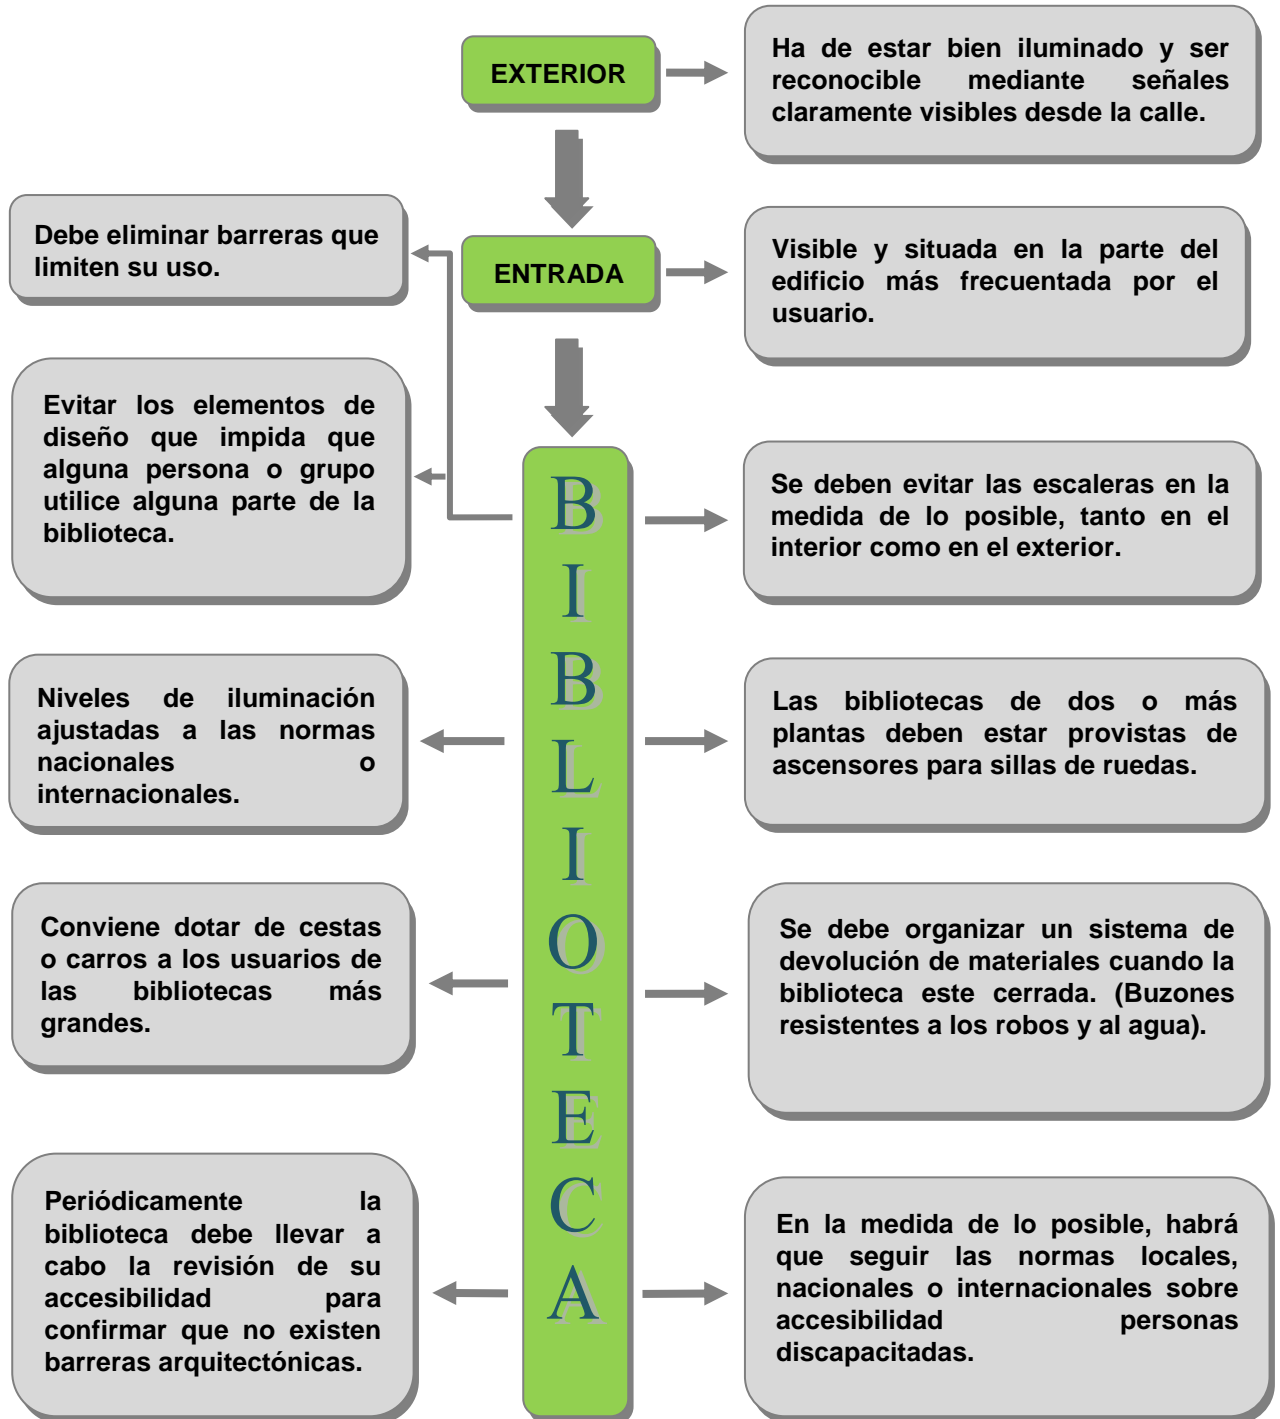 EXTERIOR
Ha de estar bien iluminado y ser
reconocible mediante señales
claramente visibles desde la calle.
Debe eliminar barreras que
limiten su uso.
ENTRADA
Visible y situada en la parte del
edificio más frecuentada por el
usuario.
Evitar los elementos de
diseño que impida que
alguna persona o grupo
utilice alguna parte de la
biblioteca.
B
I
B
L
I
O
T
E
C
A
Se deben evitar las escaleras en la
medida de lo posible, tanto en el
interior como en el exterior.
Niveles de iluminación
ajustadas a las normas
nacionales o
internacionales.
Las bibliotecas de dos o más
plantas deben estar provistas de
ascensores para sillas de ruedas.
Conviene dotar de cestas
o carros a los usuarios de
las bibliotecas más
grandes.
Se debe organizar un sistema de
devolución de materiales cuando la
biblioteca este cerrada. (Buzones
resistentes a los robos y al agua).
Periódicamente la
biblioteca debe llevar a
cabo la revisión de su
accesibilidad para
confirmar que no existen
barreras arquitectónicas.
En la medida de lo posible, habrá
que seguir las normas locales,
nacionales o internacionales sobre
accesibilidad personas
discapacitadas.